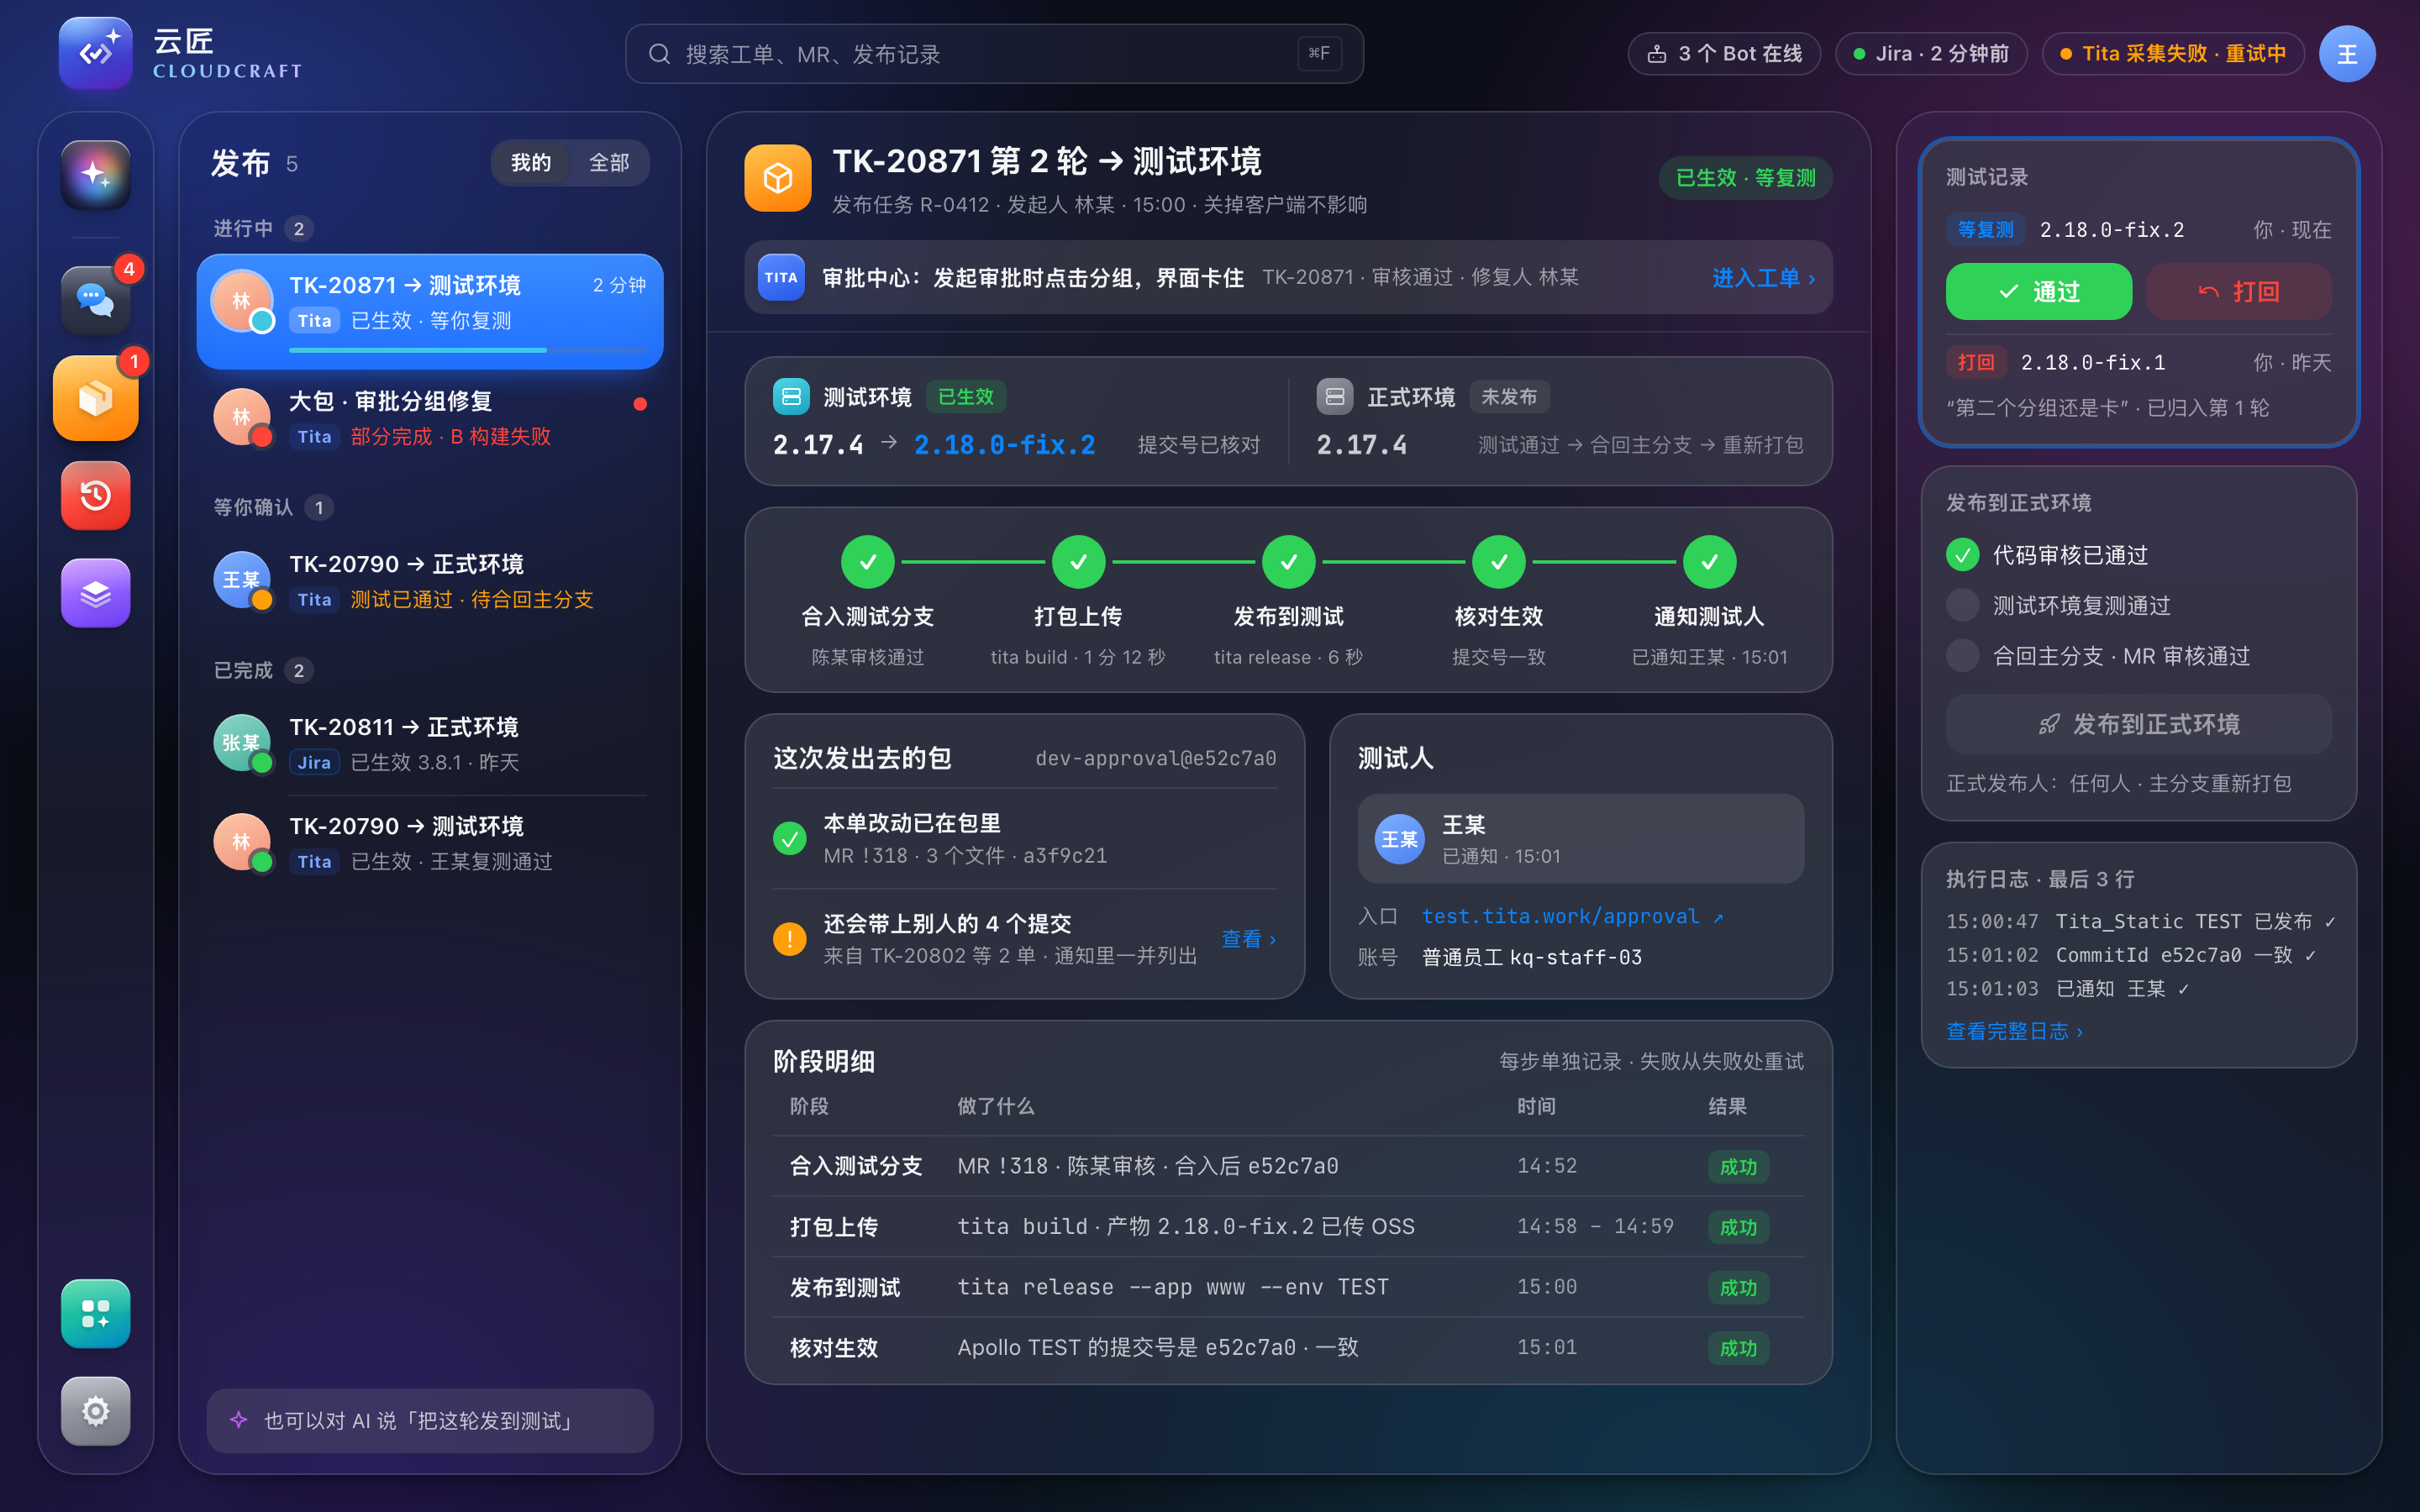 云匠
CLOUDCRAFT
搜索工单、MR、发布记录
⌘F
3 个 Bot 在线
Jira · 2 分钟前
Tita 采集失败 · 重试中
王
4
1
发布 5
我的 全部
进行中 2
林
TK-20871 → 测试环境 2 分钟
Tita 已生效 · 等你复测
林
大包 · 审批分组修复
Tita 部分完成 · B 构建失败
等你确认 1
王某
TK-20790 → 正式环境
Tita 测试已通过 · 待合回主分支
已完成 2
张某
TK-20811 → 正式环境
Jira 已生效 3.8.1 · 昨天
林
TK-20790 → 测试环境
Tita 已生效 · 王某复测通过
也可以对 AI 说「把这轮发到测试」
TK-20871 第 2 轮 → 测试环境
发布任务 R-0412 · 发起人 林某 · 15:00 · 关掉客户端不影响
已生效 · 等复测
TITA 审批中心：发起审批时点击分组，界面卡住 TK-20871 · 审核通过 · 修复人 林某 进入工单 ›
测试环境 已生效
2.17.4 → 2.18.0-fix.2 提交号已核对
正式环境 未发布
2.17.4 测试通过 → 合回主分支 → 重新打包
合入测试分支 打包上传 发布到测试 核对生效 通知测试人
陈某审核通过 tita build · 1 分 12 秒 tita release · 6 秒 提交号一致 已通知王某 · 15:01
这次发出去的包 dev-approval@e52c7a0
本单改动已在包里
MR !318 · 3 个文件 · a3f9c21
还会带上别人的 4 个提交
来自 TK-20802 等 2 单 · 通知里一并列出 查看 ›
测试人
王某
王某
已通知 · 15:01
入口 test.tita.work/approval ↗
账号 普通员工 kq-staff-03
阶段明细 每步单独记录 · 失败从失败处重试
阶段 做了什么 时间 结果
合入测试分支 MR !318 · 陈某审核 · 合入后 e52c7a0 14:52 成功
打包上传 tita build · 产物 2.18.0-fix.2 已传 OSS 14:58 – 14:59 成功
发布到测试 tita release --app www --env TEST 15:00 成功
核对生效 Apollo TEST 的提交号是 e52c7a0 · 一致 15:01 成功
测试记录
等复测 2.18.0-fix.2 你 · 现在
通过 打回
打回 2.18.0-fix.1 你 · 昨天
“第二个分组还是卡” · 已归入第 1 轮
发布到正式环境
代码审核已通过
测试环境复测通过
合回主分支 · MR 审核通过
发布到正式环境
正式发布人：任何人 · 主分支重新打包
执行日志 · 最后 3 行
15:00:47 Tita_Static TEST 已发布 ✓
15:01:02 CommitId e52c7a0 一致 ✓
15:01:03 已通知 王某 ✓
查看完整日志 ›